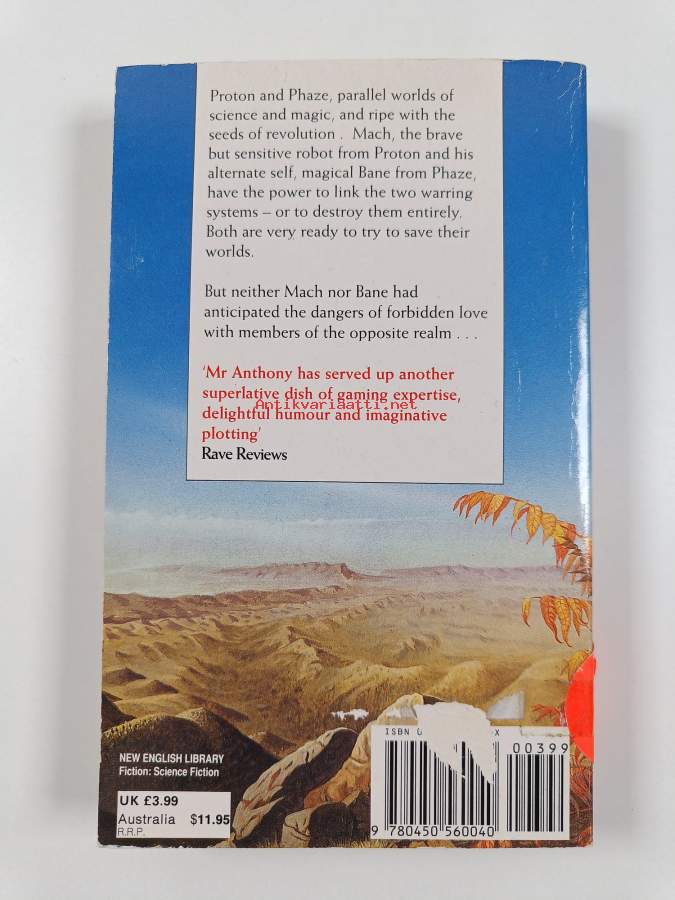 Proton and Phaze, parallel worlds of
science and magic, and ripe with the
seeds of revolution . Mach, the brave
but sensitive robot from Proton and his
alternate self, magical Bane from Phaze,
have the power to link the two warring
systems – or to destroy them entirely.
Both are very ready to try to save their
worlds.
But neither Mach nor Bane had
anticipated the dangers of forbidden love
with members of the opposite realm . . .
'Mr Anthony has served up another
superlative dish of gaming expertise,
Antikvariaatti.net
delightful humour and imaginative
plotting'
Rave Reviews
NEW ENGLISH LIBRARY
Fiction: Science Fiction
UK £3.99
Australia $11.95
R.R.P.
ISBN 0
-X
00399
9 780450 560040